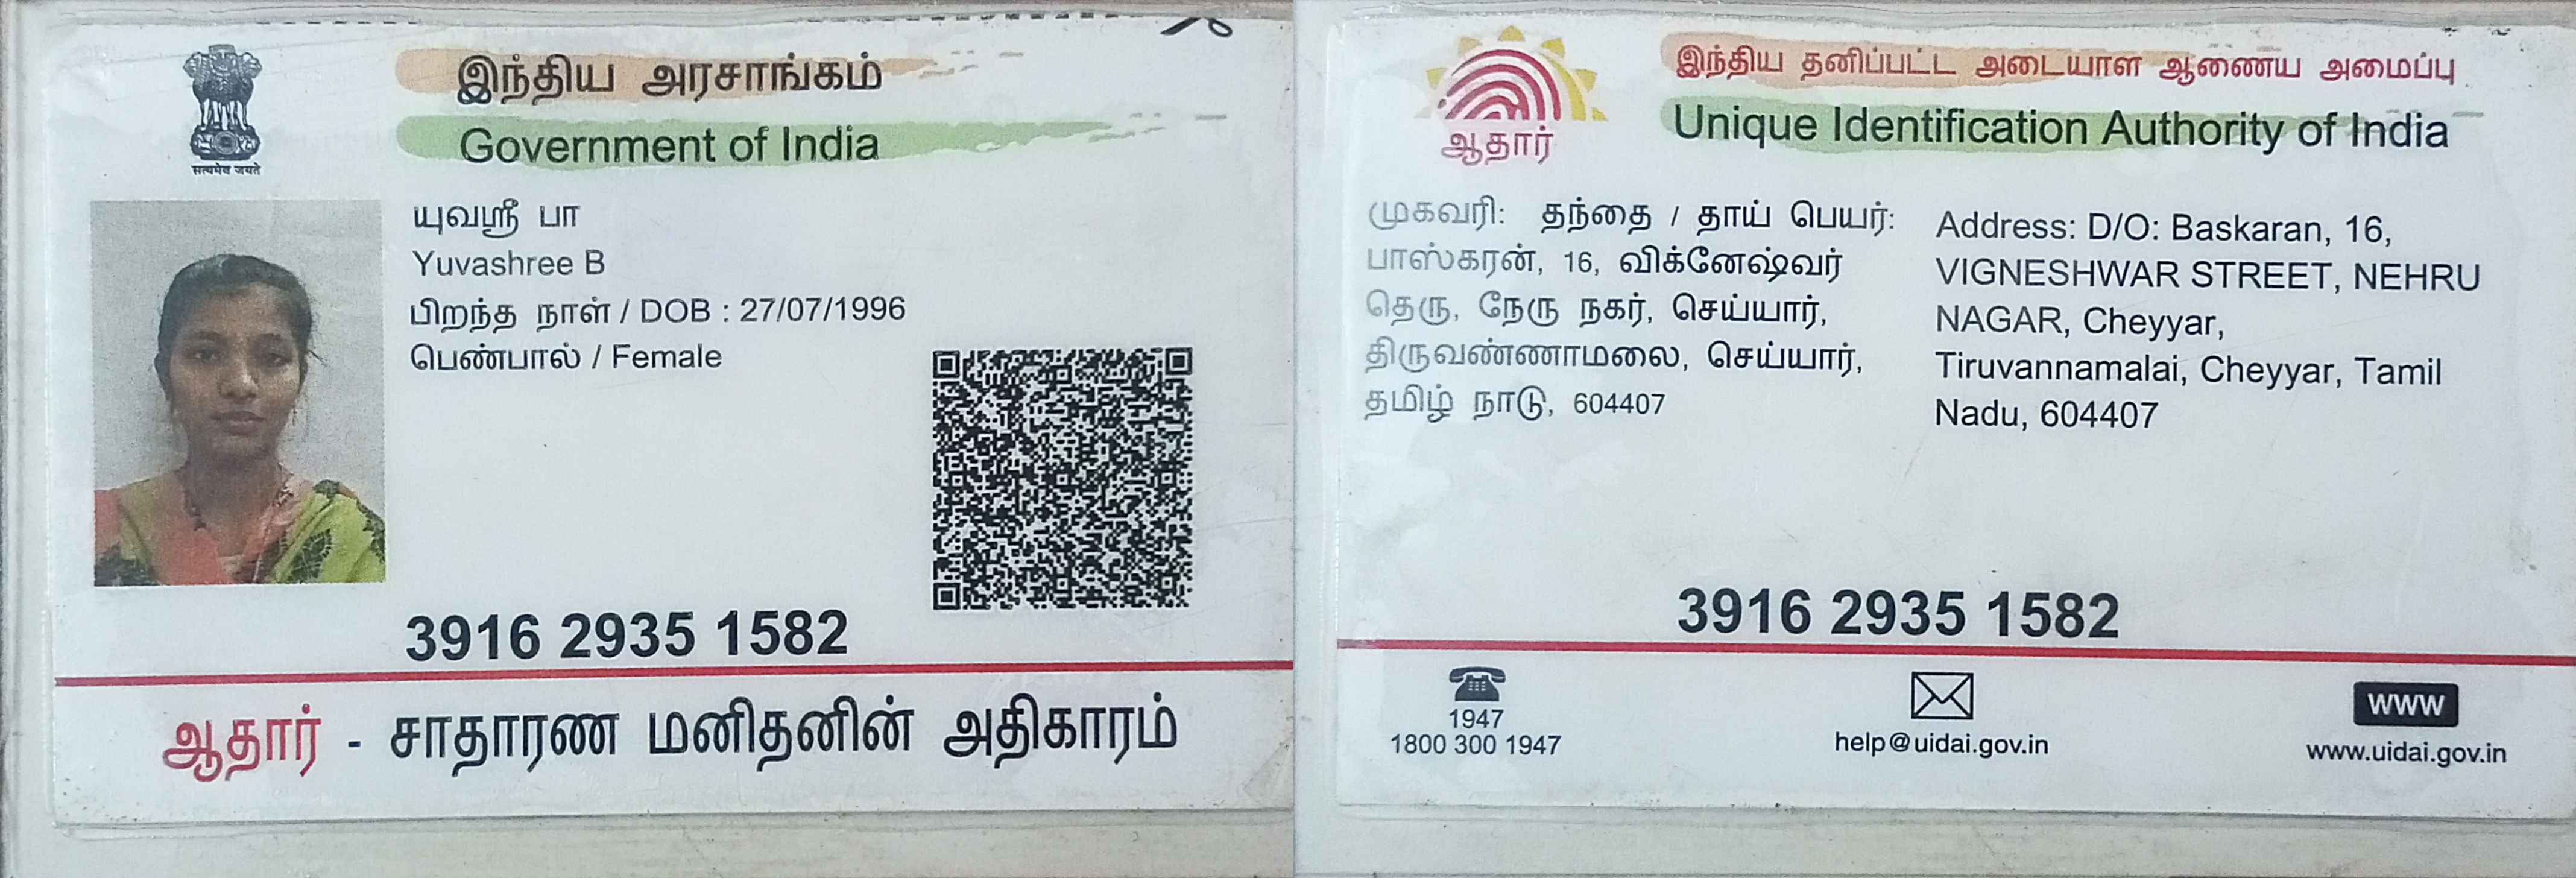 இந்திய அரசாங்கம்
Government of India
सत्यमेव जयते
யுவஸ்ரீ பா
Yuvashree B
பிறந்த நாள் / DOB : 27/07/1996
பெண்பால் / Female
3916 2935 1582
ஆதார் - சாதாரண மனிதனின் அதிகாரம்
இந்திய தனிப்பட்ட அடையாள ஆணைய அமைப்பு
Unique Identification Authority of India
ஆதார்
முகவரி: தந்தை / தாய் பெயர்:
பாஸ்கரன், 16, விக்னேஷ்வர்
தெரு, நேரு நகர், செய்யார்,
திருவண்ணாமலை, செய்யார்,
தமிழ் நாடு, 604407
Address: D/O: Baskaran, 16,
VIGNESHWAR STREET, NEHRU
NAGAR, Cheyyar,
Tiruvannamalai, Cheyyar, Tamil
Nadu, 604407
3916 2935 1582
1947
1800 300 1947
help@uidai.gov.in
www
www.uidai.gov.in